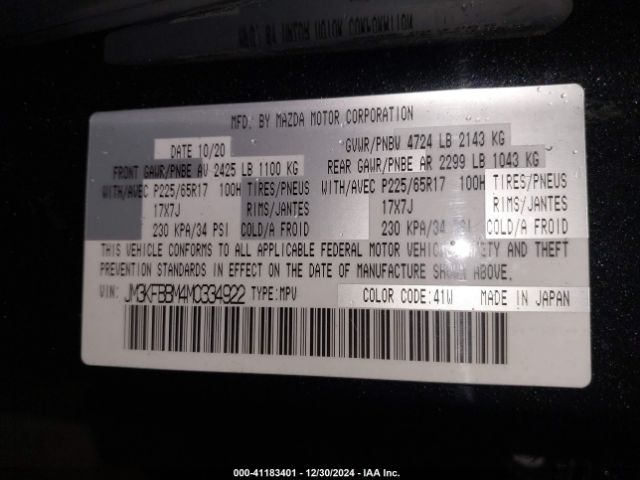 MFD. BY MAZDA MOTOR CORPORATION
DATE 10/20 GVWR/PNBV 4724 LB 2143 KG
FRONT GAWR/PNBE AV 2425 LB 1100 KG REAR GAWR/PNBE AR 2299 LB 1043 KG
WITH/AVEC P225/65R17 100H TIRES/PNEUS WITH/AVEC P225/65R17 100H TIRES/PNEUS
17X7J RIMS/JANTES 17X7J RIMS/JANTES
230 KPA/34 PSI COLD/A FROID 230 KPA/34 PSI COLD/A FROID
THIS VEHICLE CONFORMS TO ALL APPLICABLE FEDERAL MOTOR VEHICLE SAFETY AND THEFT
PREVENTION STANDARDS IN EFFECT ON THE DATE OF MANUFACTURE SHOWN ABOVE.
VIN: JM3KFBBM4M0334922 TYPE:MPV COLOR CODE:41W MADE IN JAPAN
000-41183401 - 12/30/2024 - IAA Inc.